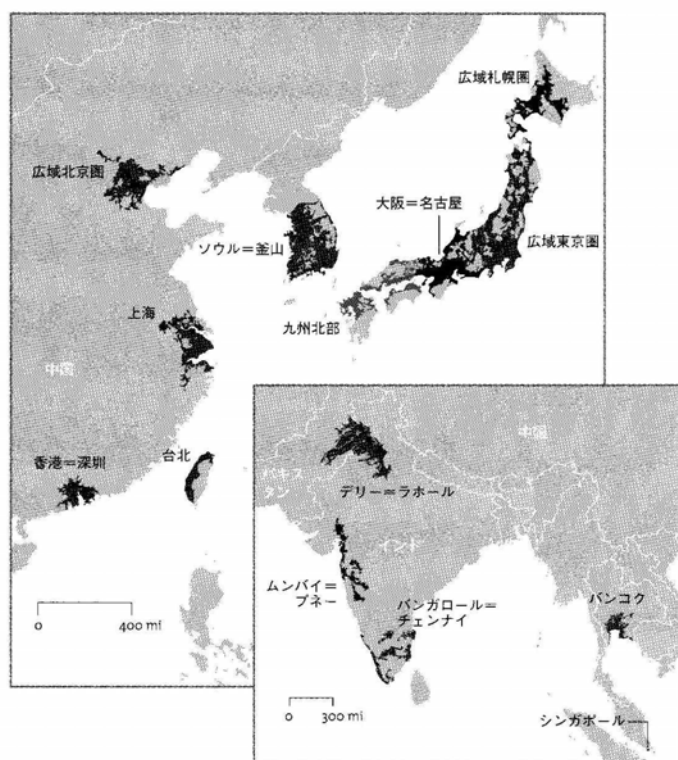 広域札幌圏
広域北京圏
大阪=名古屋
ソウル=釜山
広域東京圏
上海
九州北部
中国
香港=深圳
台北
0 400 mi
中国
パキス
タン
デリー=ラホール
インド
ムンバイ=
プネー
バンガロール=
チェンナイ
バンコク
0 300 mi
シンガポール